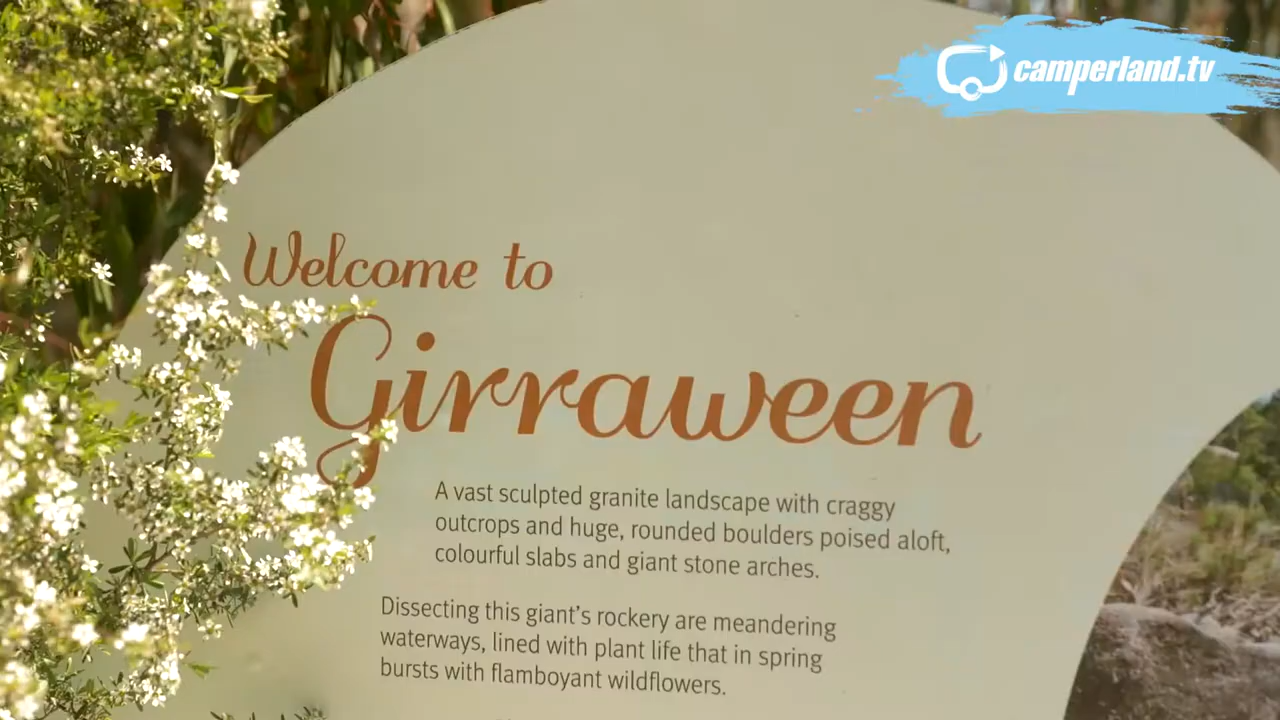 camperland.tv
Welcome to
Girraween
A vast sculpted granite landscape with craggy
outcrops and huge, rounded boulders poised aloft,
colourful slabs and giant stone arches.
Dissecting this giant's rockery are meandering
waterways, lined with plant life that in spring
bursts with flamboyant wildflowers.